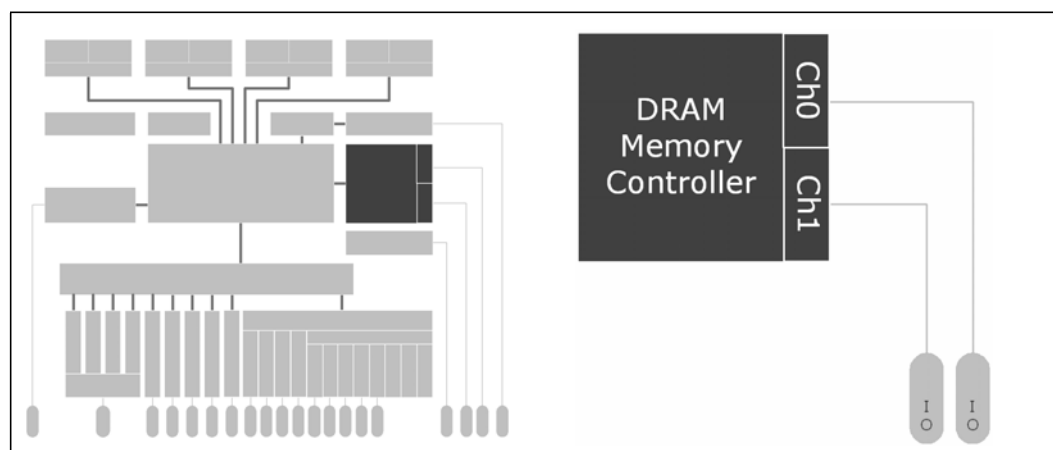 DRAM
Memory
Controller
Ch0
Ch1
I
O
I
O